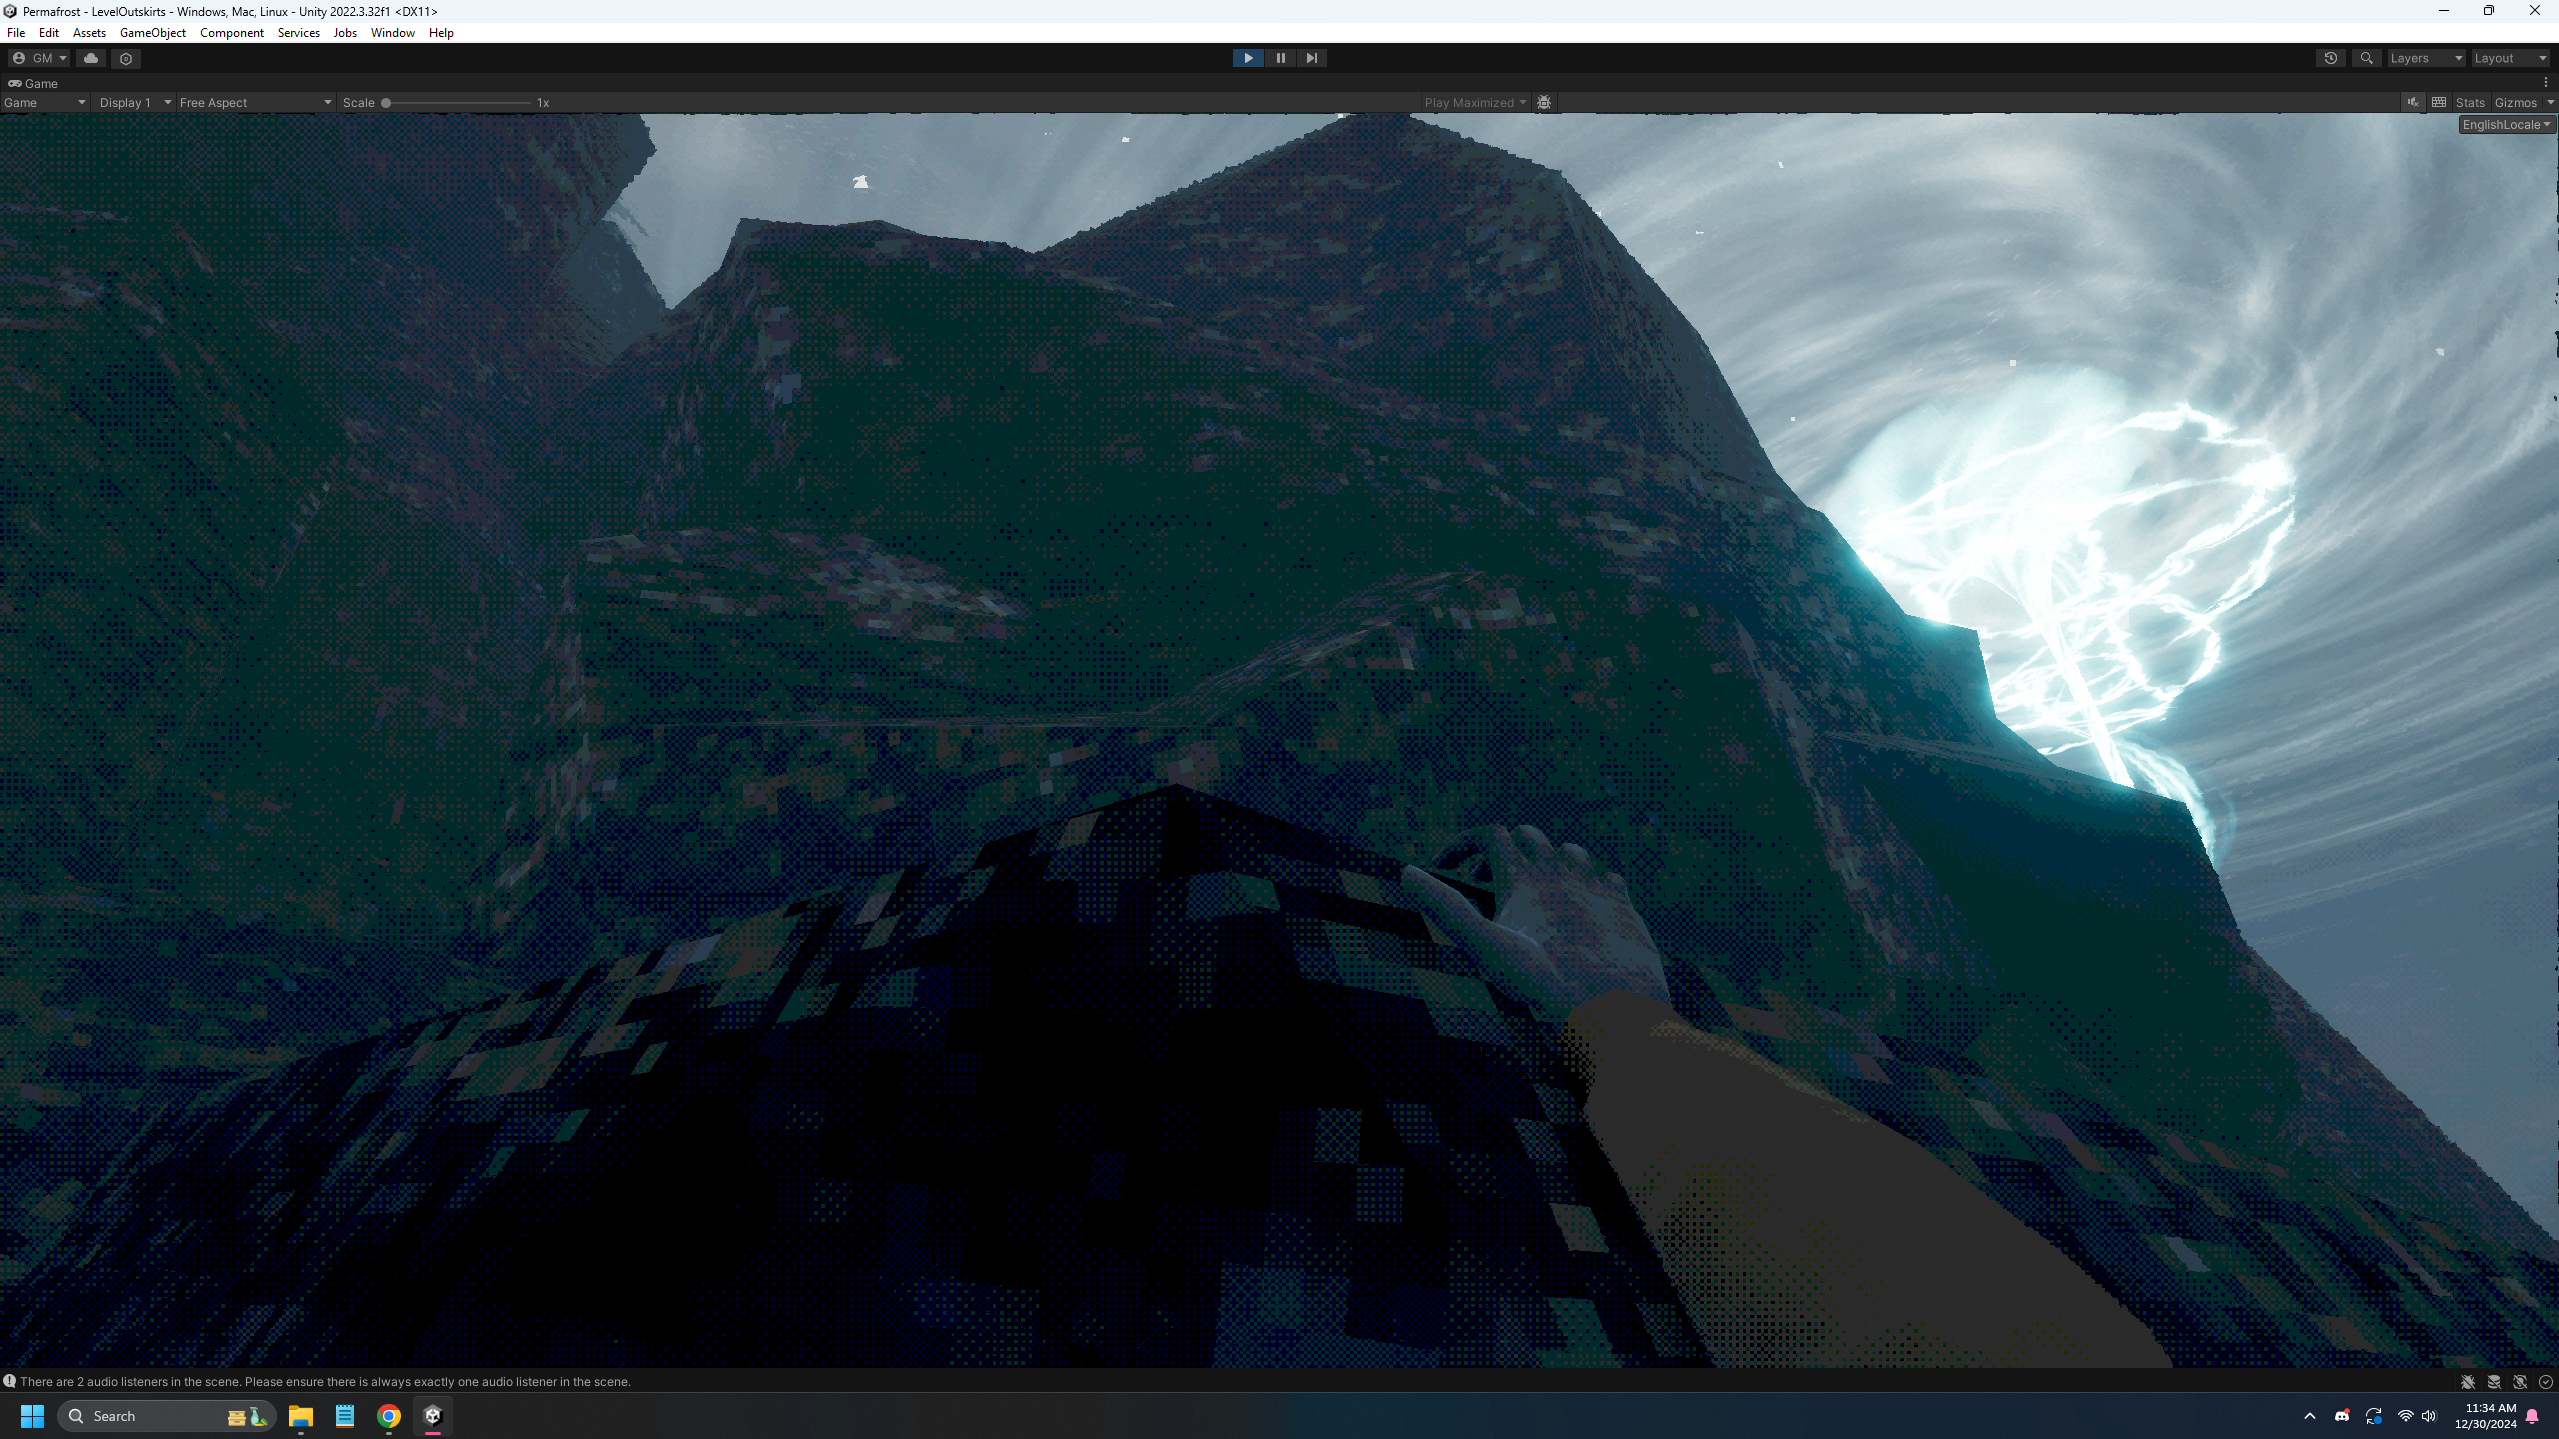 Permafrost - LevelOutskirts - Windows, Mac, Linux - Unity 2022.3.32f1 <DX11>
File Edit Assets GameObject Component Services Jobs Window Help
GM Layers Layout
Game
Game Display 1 Free Aspect Scale 1x Play Maximized Stats Gizmos
EnglishLocale
There are 2 audio listeners in the scene. Please ensure there is always exactly one audio listener in the scene.
Search
11:34 AM
12/30/2024